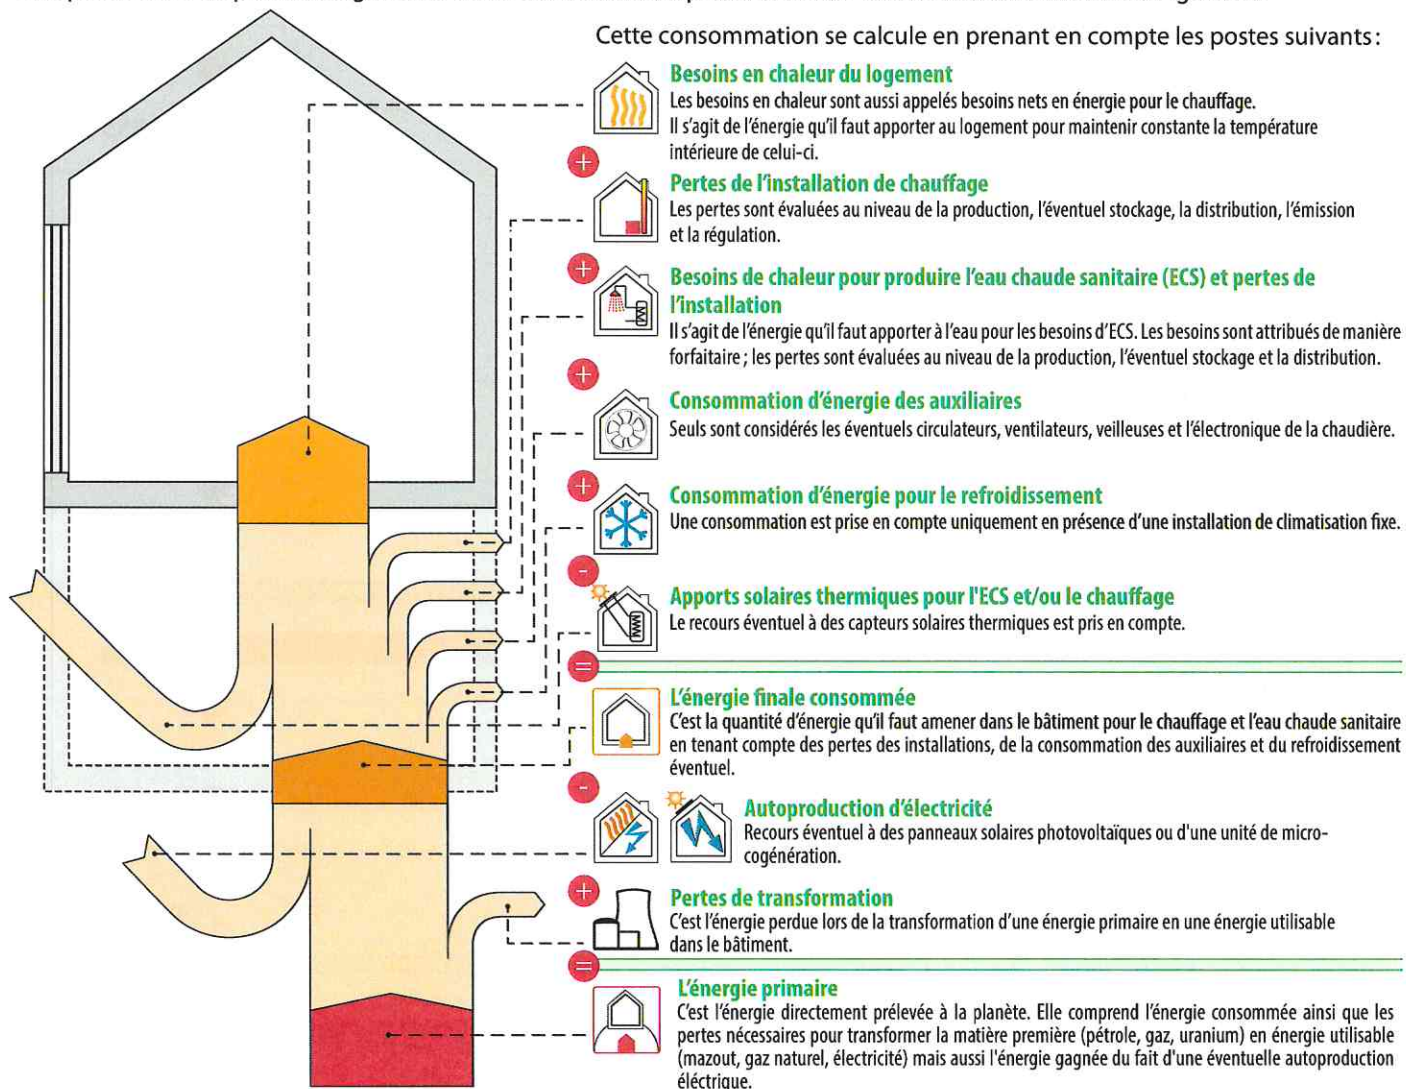 Cette consommation se calcule en prenant en compte les postes suivants :
Besoins en chaleur du logement
Les besoins en chaleur sont aussi appelés besoins nets en énergie pour le chauffage.
Il s'agit de l'énergie qu'il faut apporter au logement pour maintenir constante la température
intérieure de celui-ci.
+
Pertes de l'installation de chauffage
Les pertes sont évaluées au niveau de la production, l'éventuel stockage, la distribution, l'émission
et la régulation.
+
Besoins de chaleur pour produire l'eau chaude sanitaire (ECS) et pertes de
l'installation
Il s'agit de l'énergie qu'il faut apporter à l'eau pour les besoins d'ECS. Les besoins sont attribués de manière
forfaitaire ; les pertes sont évaluées au niveau de la production, l'éventuel stockage et la distribution.
+
Consommation d'énergie des auxiliaires
Seuls sont considérés les éventuels circulateurs, ventilateurs, veilleuses et l'électronique de la chaudière.
+
Consommation d'énergie pour le refroidissement
Une consommation est prise en compte uniquement en présence d'une installation de climatisation fixe.
-
Apports solaires thermiques pour l'ECS et/ou le chauffage
Le recours éventuel à des capteurs solaires thermiques est pris en compte.
=
L'énergie finale consommée
C'est la quantité d'énergie qu'il faut amener dans le bâtiment pour le chauffage et l'eau chaude sanitaire
en tenant compte des pertes des installations, de la consommation des auxiliaires et du refroidissement
éventuel.
-
Autoproduction d'électricité
Recours éventuel à des panneaux solaires photovoltaïques ou d'une unité de micro-
cogénération.
+
Pertes de transformation
C'est l'énergie perdue lors de la transformation d'une énergie primaire en une énergie utilisable
dans le bâtiment.
=
L'énergie primaire
C'est l'énergie directement prélevée à la planète. Elle comprend l'énergie consommée ainsi que les
pertes nécessaires pour transformer la matière première (pétrole, gaz, uranium) en énergie utilisable
(mazout, gaz naturel, électricité) mais aussi l'énergie gagnée du fait d'une éventuelle autoproduction
éléctrique.